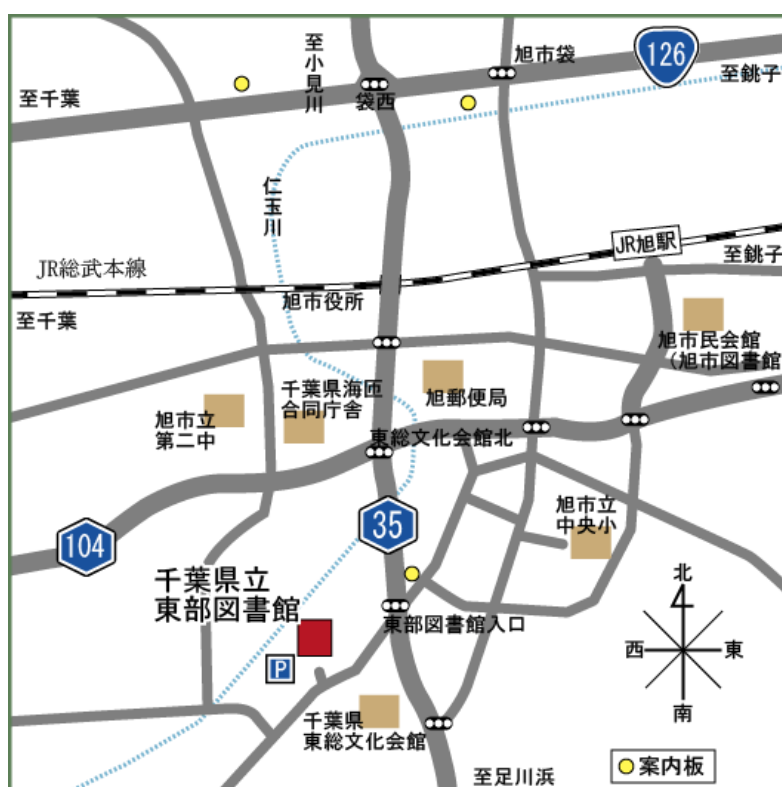 至小見川
旭市袋
126
至千葉
袋西
至銚子
仁玉川
JR旭駅
JR総武本線
至銚子
旭市役所
至千葉
旭市民会館
（旭市図書館
千葉県海匝
合同庁舎
旭郵便局
旭市立
第二中
東総文化会館北
旭市立
中央小
35
104
千葉県立
東部図書館
東部図書館入口
P
北
西
東
南
千葉県
東総文化会館
至足川浜
案内板